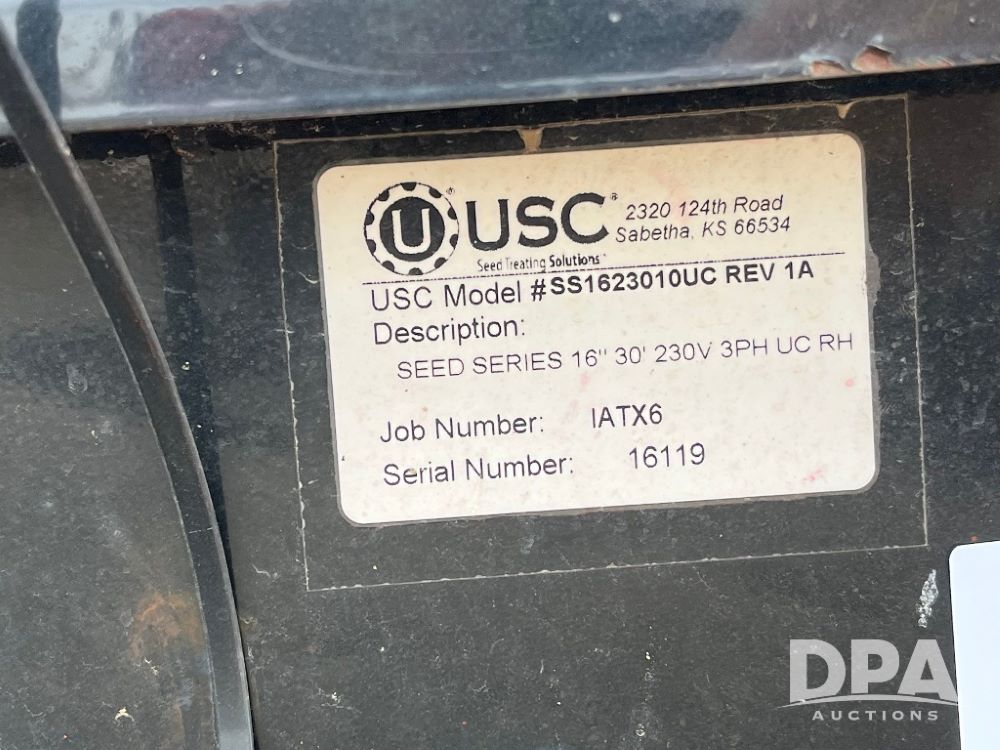 U® USC® 2320 124th Road
Sabetha, KS 66534
Seed Treating Solutions™
USC Model #SS1623010UC REV 1A
Description:
SEED SERIES 16" 30' 230V 3PH UC RH
Job Number: IATX6
Serial Number: 16119
DPA
AUCTIONS